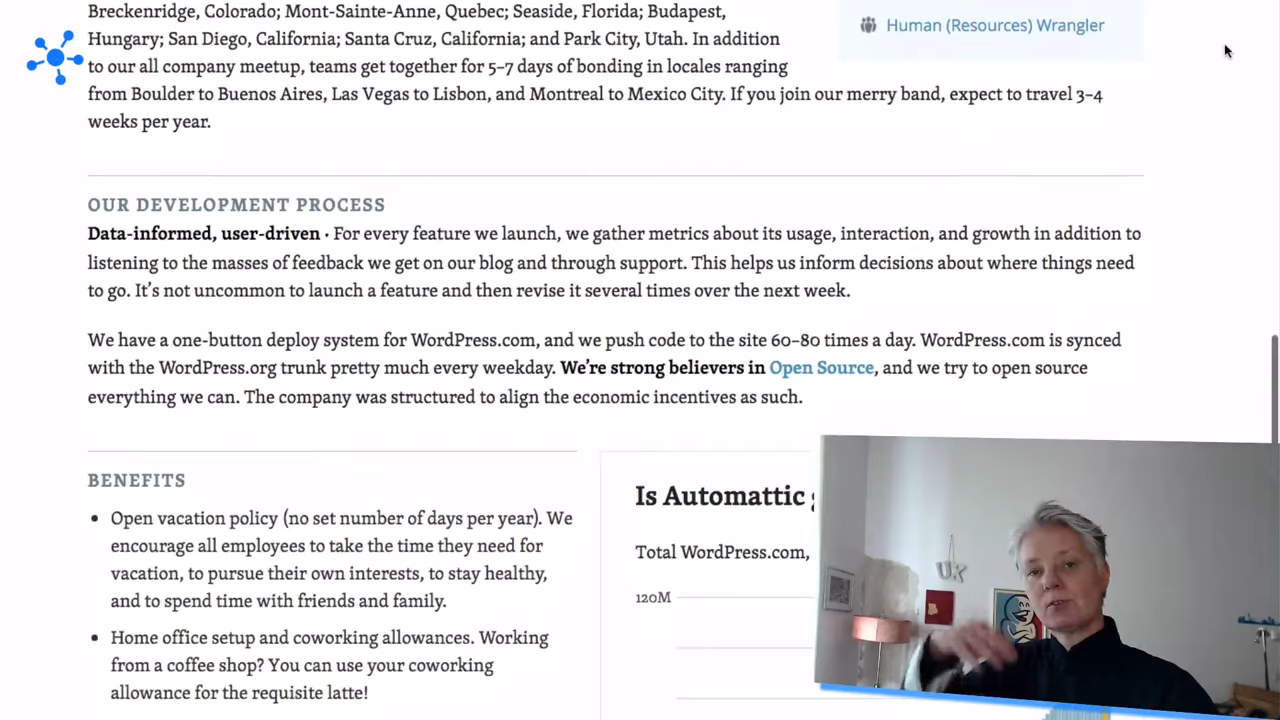 Breckenridge, Colorado; Mont-Sainte-Anne, Quebec; Seaside, Florida; Budapest,
Hungary; San Diego, California; Santa Cruz, California; and Park City, Utah. In addition
to our all company meetup, teams get together for 5–7 days of bonding in locales ranging
from Boulder to Buenos Aires, Las Vegas to Lisbon, and Montreal to Mexico City. If you join our merry band, expect to travel 3–4
weeks per year.
Human (Resources) Wrangler
OUR DEVELOPMENT PROCESS
Data-informed, user-driven · For every feature we launch, we gather metrics about its usage, interaction, and growth in addition to
listening to the masses of feedback we get on our blog and through support. This helps us inform decisions about where things need
to go. It’s not uncommon to launch a feature and then revise it several times over the next week.
We have a one-button deploy system for WordPress.com, and we push code to the site 60–80 times a day. WordPress.com is synced
with the WordPress.org trunk pretty much every weekday. We’re strong believers in Open Source, and we try to open source
everything we can. The company was structured to align the economic incentives as such.
BENEFITS
Open vacation policy (no set number of days per year). We
encourage all employees to take the time they need for
vacation, to pursue their own interests, to stay healthy,
and to spend time with friends and family.
Home office setup and coworking allowances. Working
from a coffee shop? You can use your coworking
allowance for the requisite latte!
Is Automattic
Total WordPress.com,
120M
UX